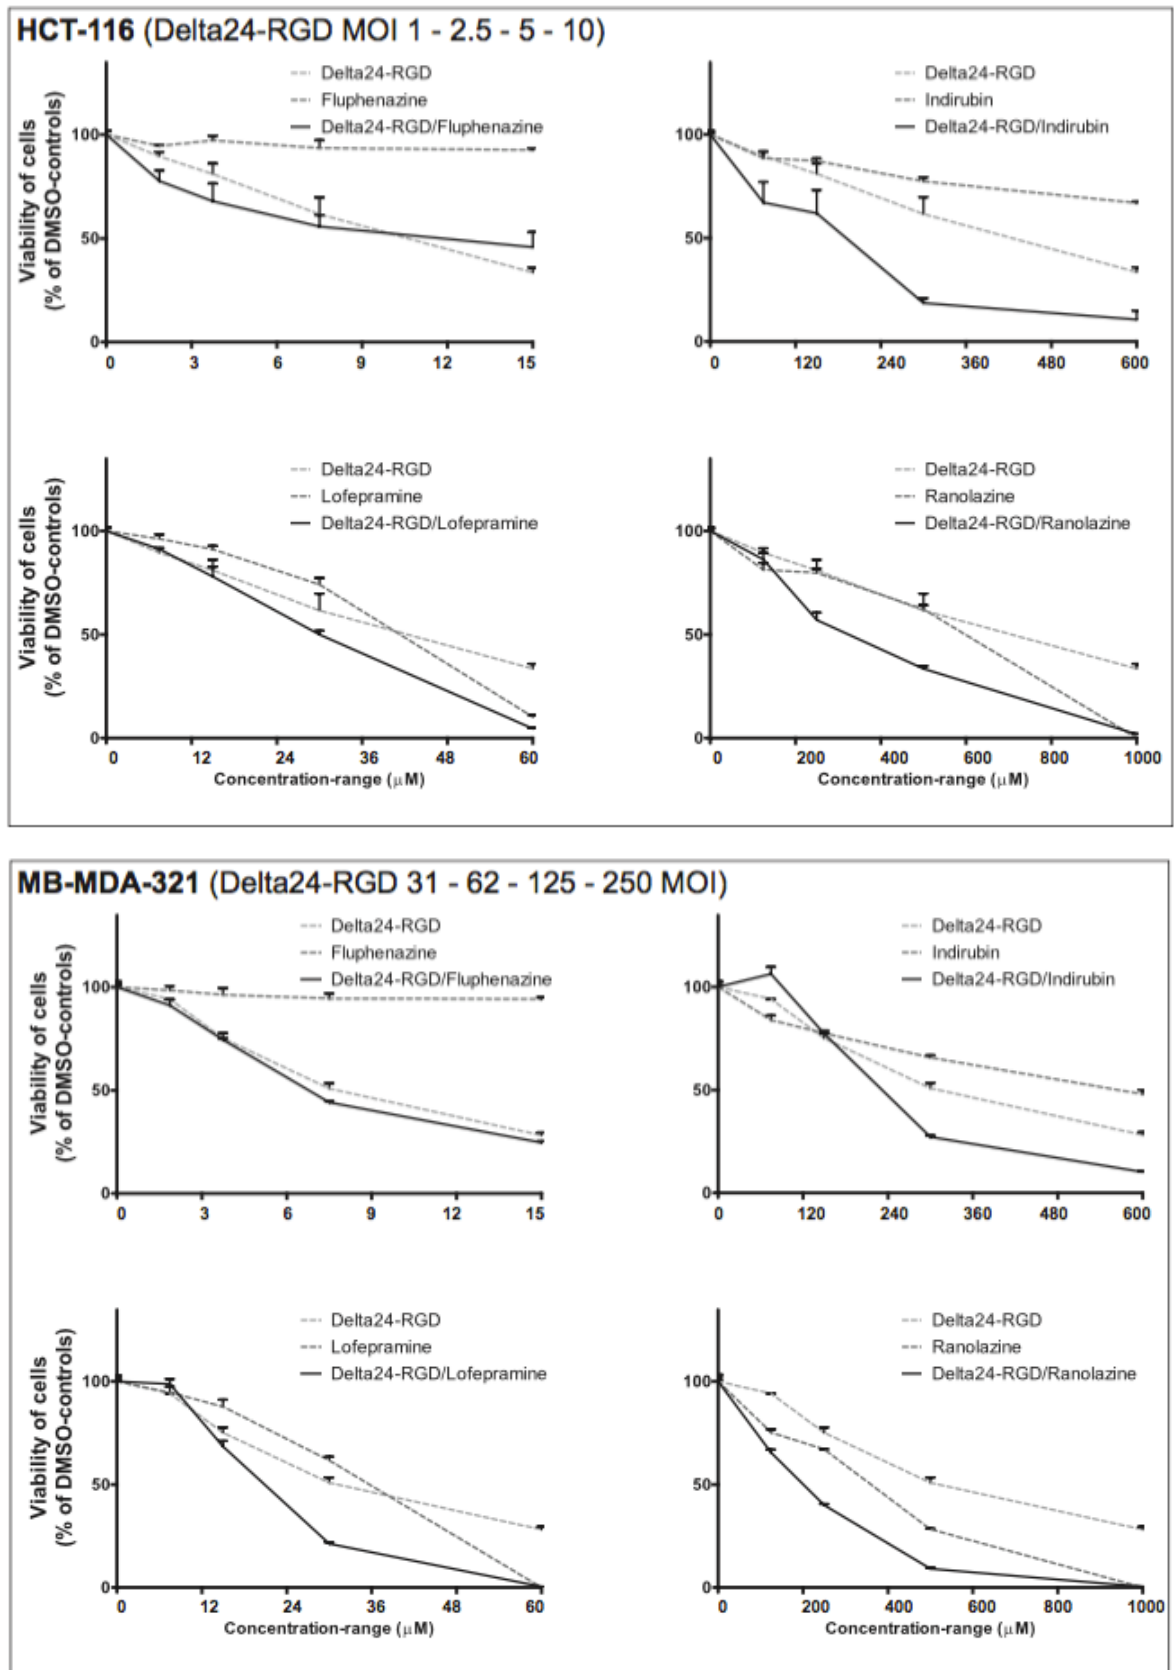 HCT-116 (Delta24-RGD MOI 1 - 2.5 - 5 - 10)
Viability of cells
(% of DMSO-controls)
Delta24-RGD
Fluphenazine
Delta24-RGD/Fluphenazine
100
50
0
0 3 6 9 12 15
Delta24-RGD
Indirubin
Delta24-RGD/Indirubin
100
50
0
0 120 240 360 480 600
Viability of cells
(% of DMSO-controls)
Delta24-RGD
Lofepramine
Delta24-RGD/Lofepramine
100
50
0
0 12 24 36 48 60
Concentration-range (μM)
Delta24-RGD
Ranolazine
Delta24-RGD/Ranolazine
100
50
0
0 200 400 600 800 1000
Concentration-range (μM)
MB-MDA-321 (Delta24-RGD 31 - 62 - 125 - 250 MOI)
Viability of cells
(% of DMSO-controls)
Delta24-RGD
Fluphenazine
Delta24-RGD/Fluphenazine
100
50
0
0 3 6 9 12 15
Delta24-RGD
Indirubin
Delta24-RGD/Indirubin
100
50
0
0 120 240 360 480 600
Viability of cells
(% of DMSO-controls)
Delta24-RGD
Lofepramine
Delta24-RGD/Lofepramine
100
50
0
0 12 24 36 48 60
Concentration-range (μM)
Delta24-RGD
Ranolazine
Delta24-RGD/Ranolazine
100
50
0
0 200 400 600 800 1000
Concentration-range (μM)